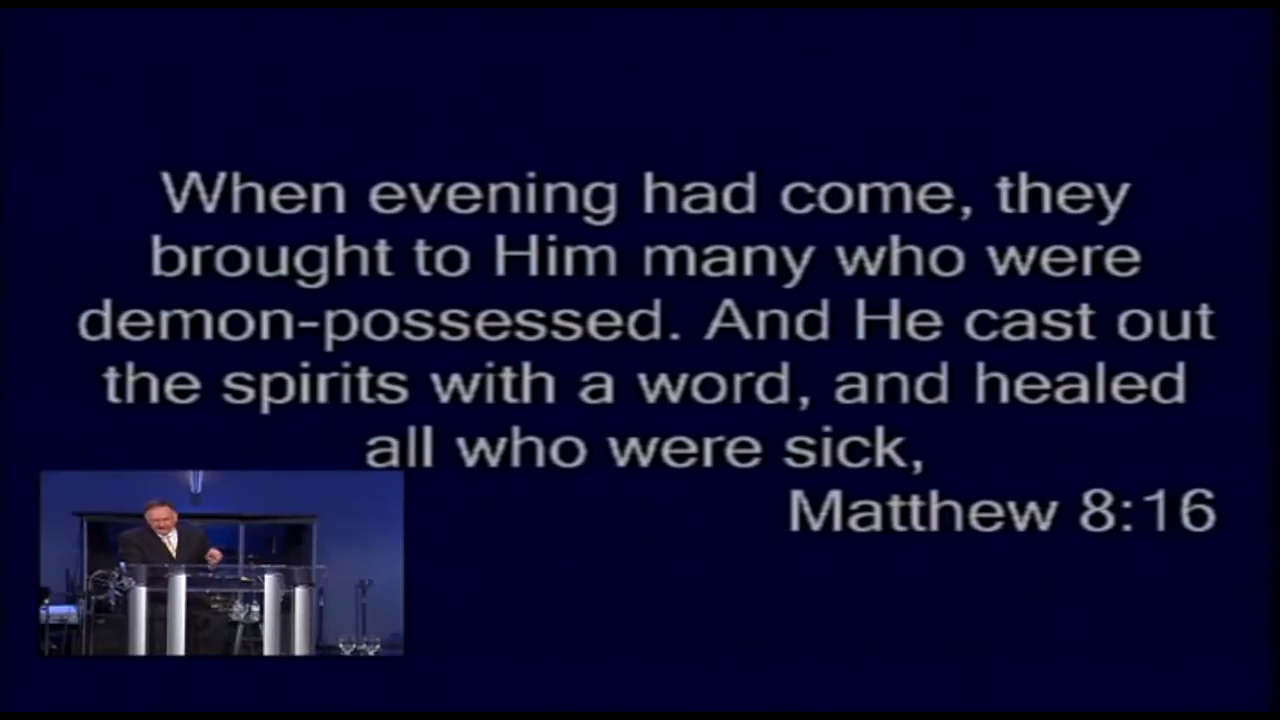 When evening had come, they
brought to Him many who were
demon-possessed. And He cast out
the spirits with a word, and healed
all who were sick,
Matthew 8:16